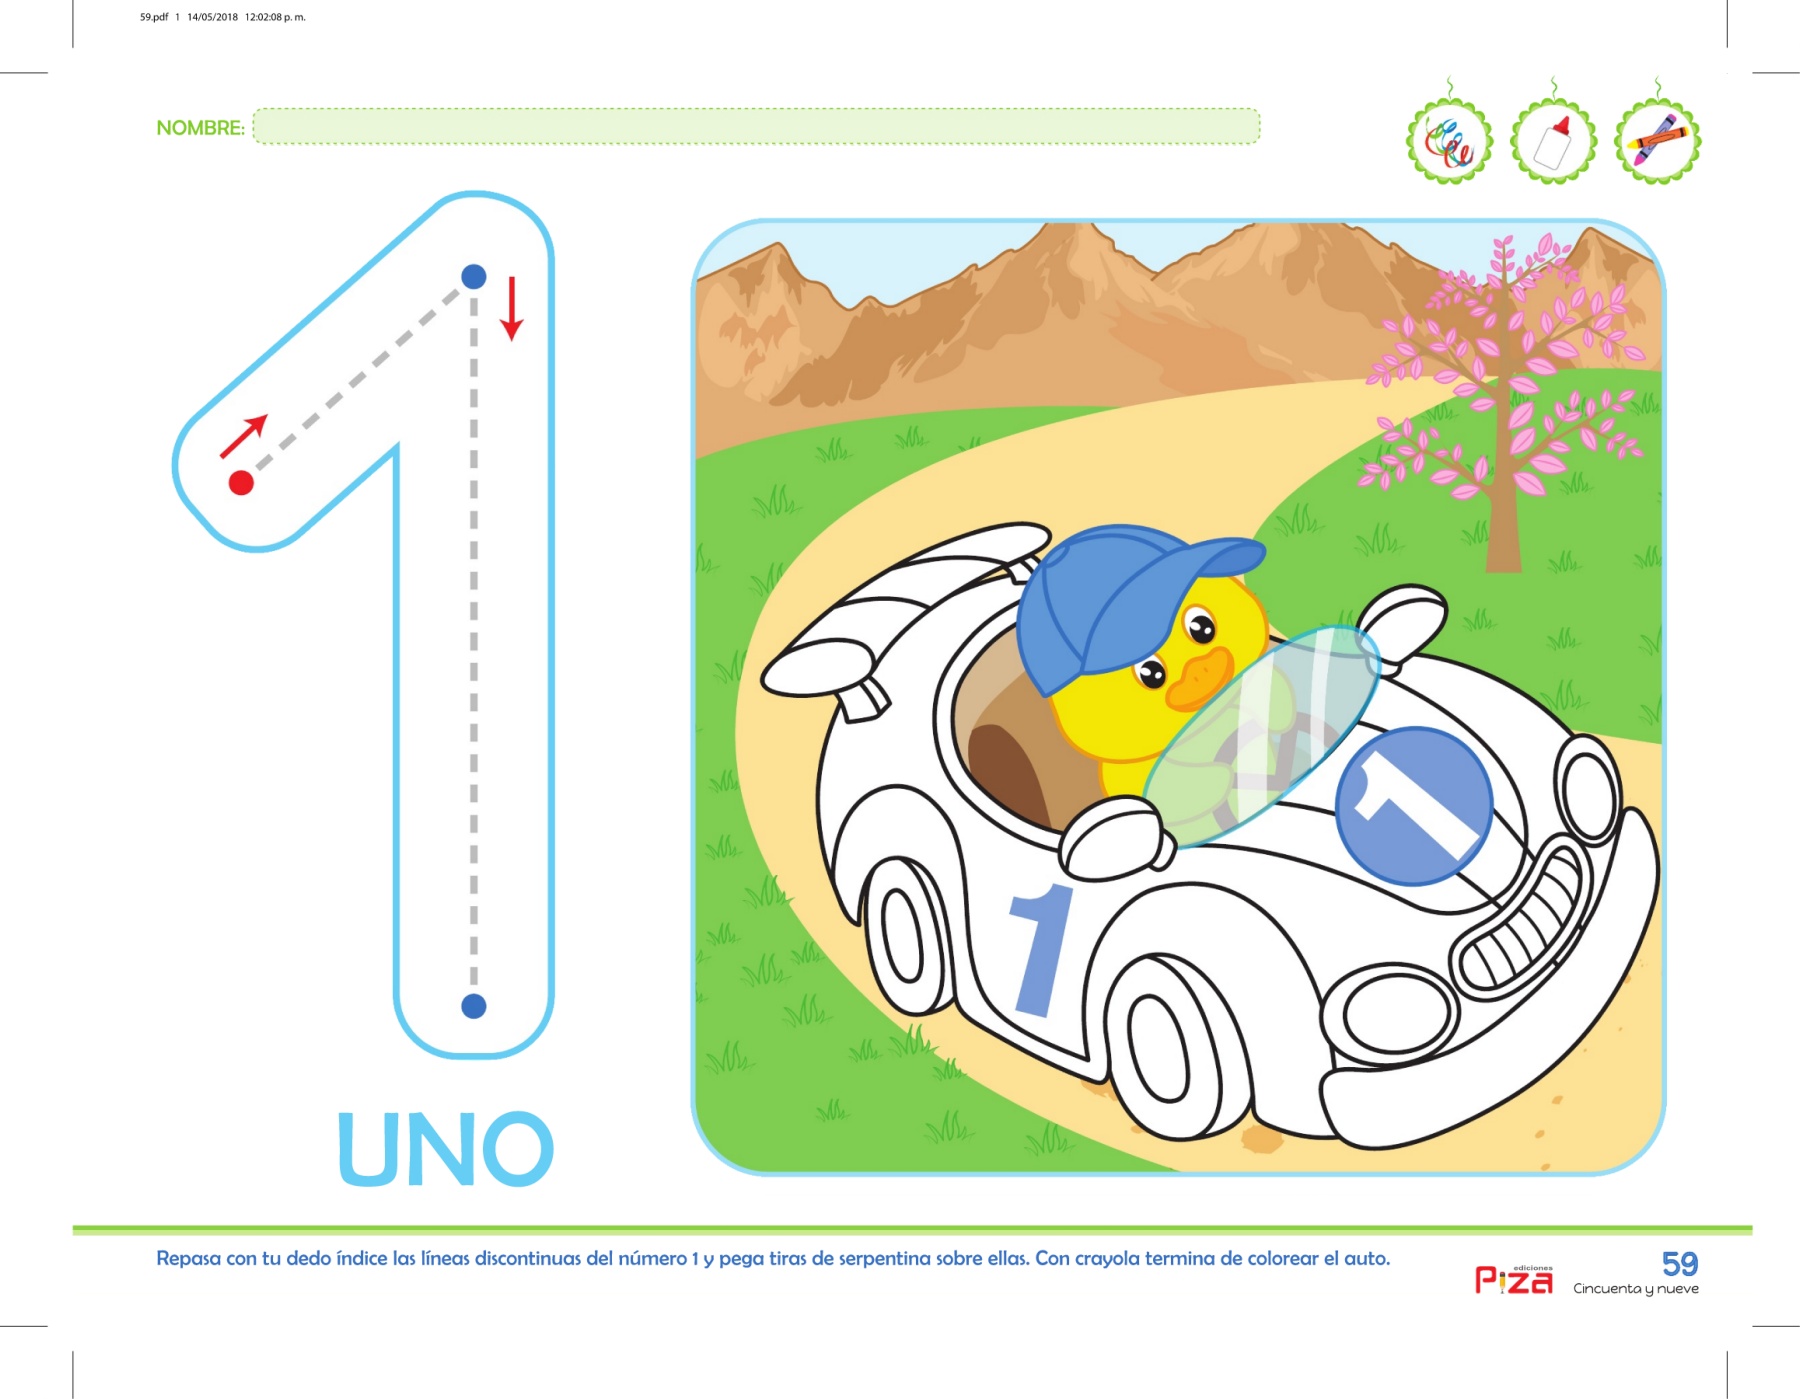 59.pdf 1 14/05/2018 12:02:08 p. m.
NOMBRE:
1
1
UNO
Repasa con tu dedo índice las líneas discontinuas del número 1 y pega tiras de serpentina sobre ellas. Con crayola termina de colorear el auto.
ediciones
Piza
59
Cincuenta y nueve